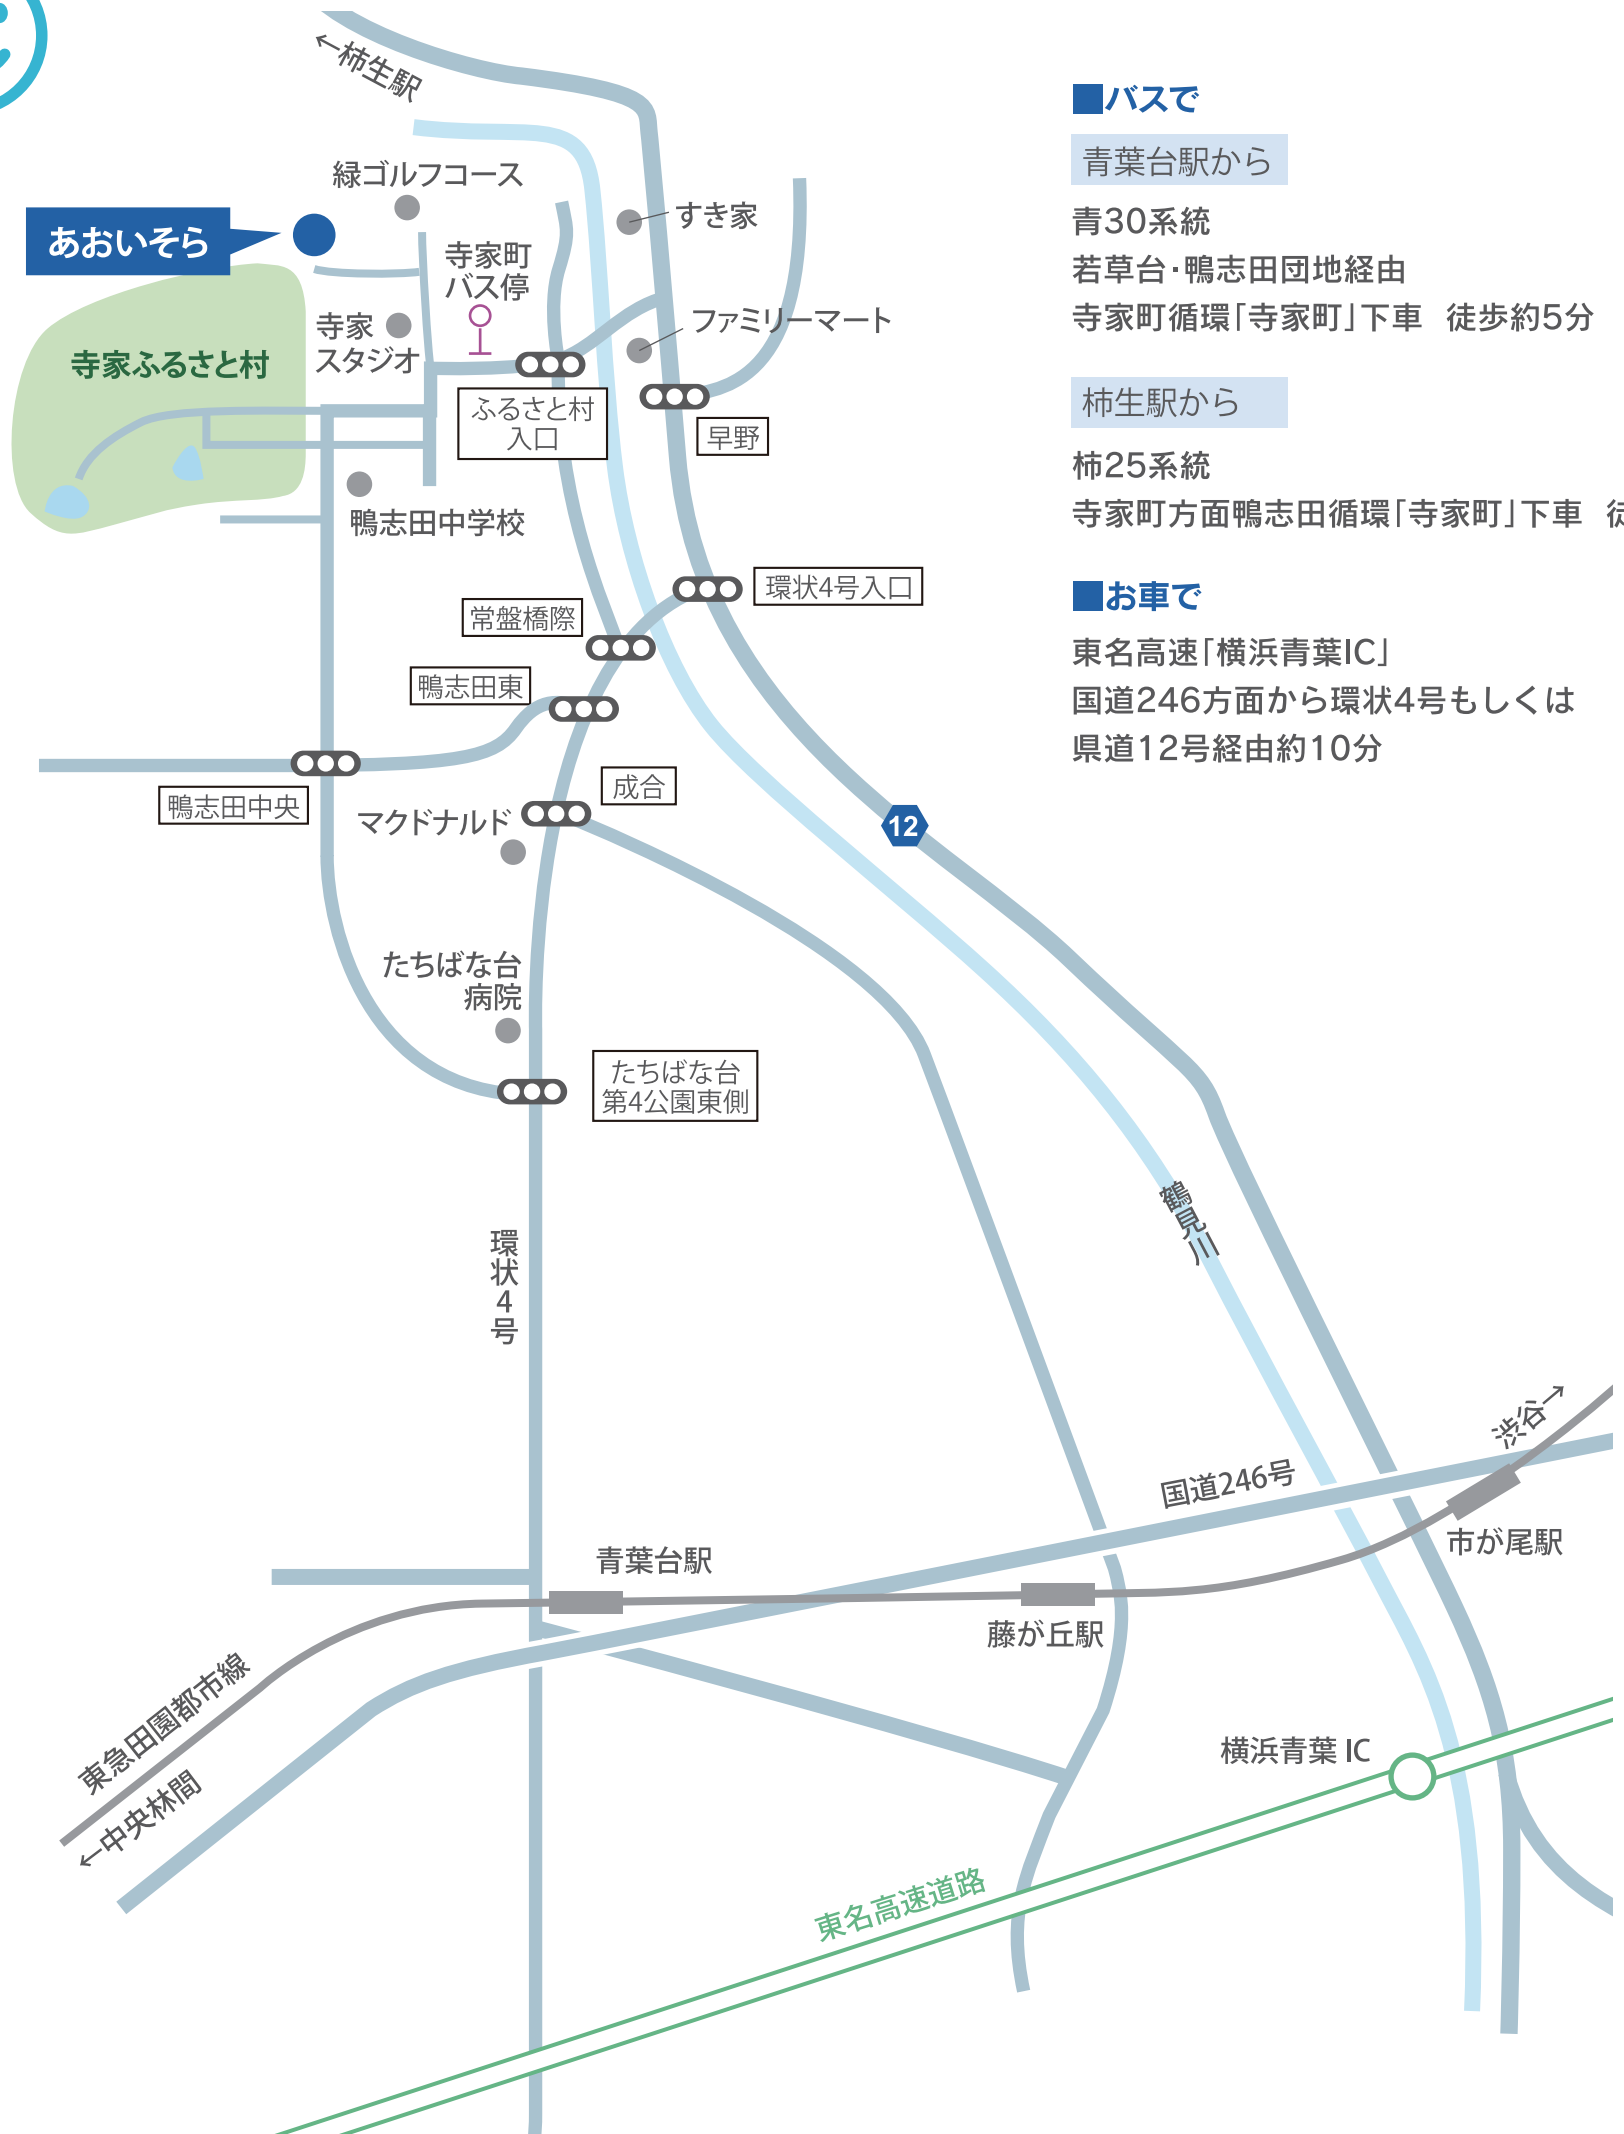 ←柿生駅
緑ゴルフコース
すき家
あおいそら
寺家町
バス停
寺家
スタジオ
ファミリーマート
寺家ふるさと村
ふるさと村
入口
早野
鴨志田中学校
環状4号入口
常盤橋際
鴨志田東
鴨志田中央
成合
マクドナルド
12
たちばな台
病院
たちばな台
第4公園東側
鶴見川
環状4号
渋谷→
国道246号
市が尾駅
青葉台駅
藤が丘駅
東急田園都市線
←中央林間
横浜青葉 IC
東名高速道路
■バスで
青葉台駅から
青30系統
若草台・鴨志田団地経由
寺家町循環「寺家町」下車 徒歩約5分
柿生駅から
柿25系統
寺家町方面鴨志田循環「寺家町」下車 徒
■お車で
東名高速「横浜青葉IC」
国道246方面から環状4号もしくは
県道12号経由約10分